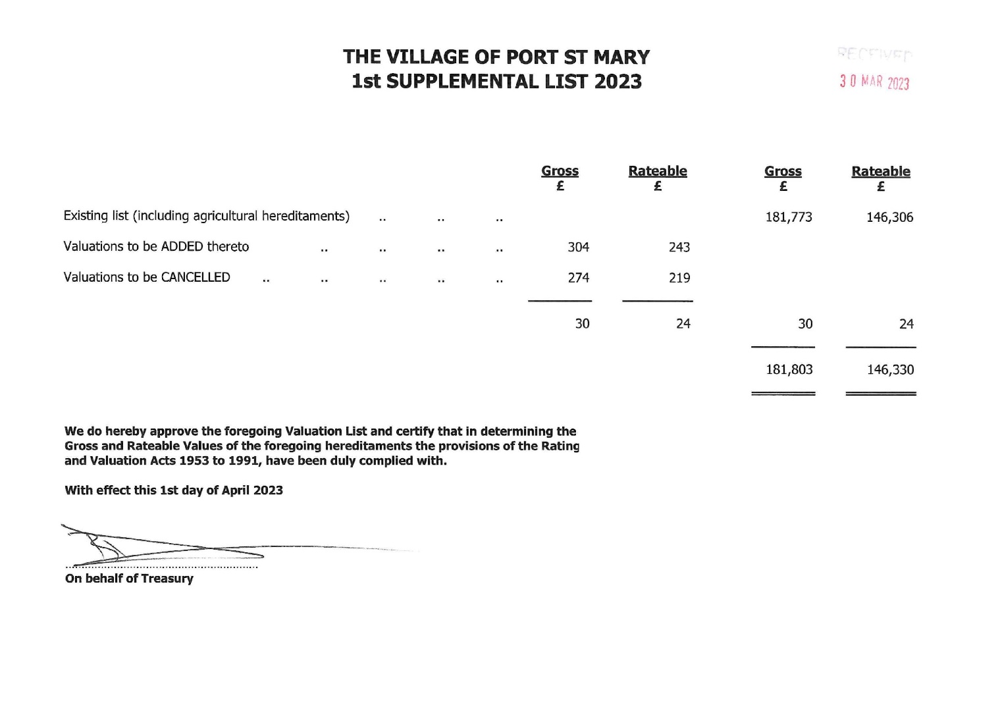 THE VILLAGE OF PORT ST MARY
1st SUPPLEMENTAL LIST 2023
RECEIVED
30 MAR 2023
Gross Rateable Gross Rateable
£ £ £ £
Existing list (including agricultural hereditaments) .. .. .. 181,773 146,306
Valuations to be ADDED thereto .. .. .. .. 304 243
Valuations to be CANCELLED .. .. .. .. .. 274 219
30 24 30 24
181,803 146,330
We do hereby approve the foregoing Valuation List and certify that in determining the
Gross and Rateable Values of the foregoing hereditaments the provisions of the Rating
and Valuation Acts 1953 to 1991, have been duly complied with.
With effect this 1st day of April 2023
On behalf of Treasury